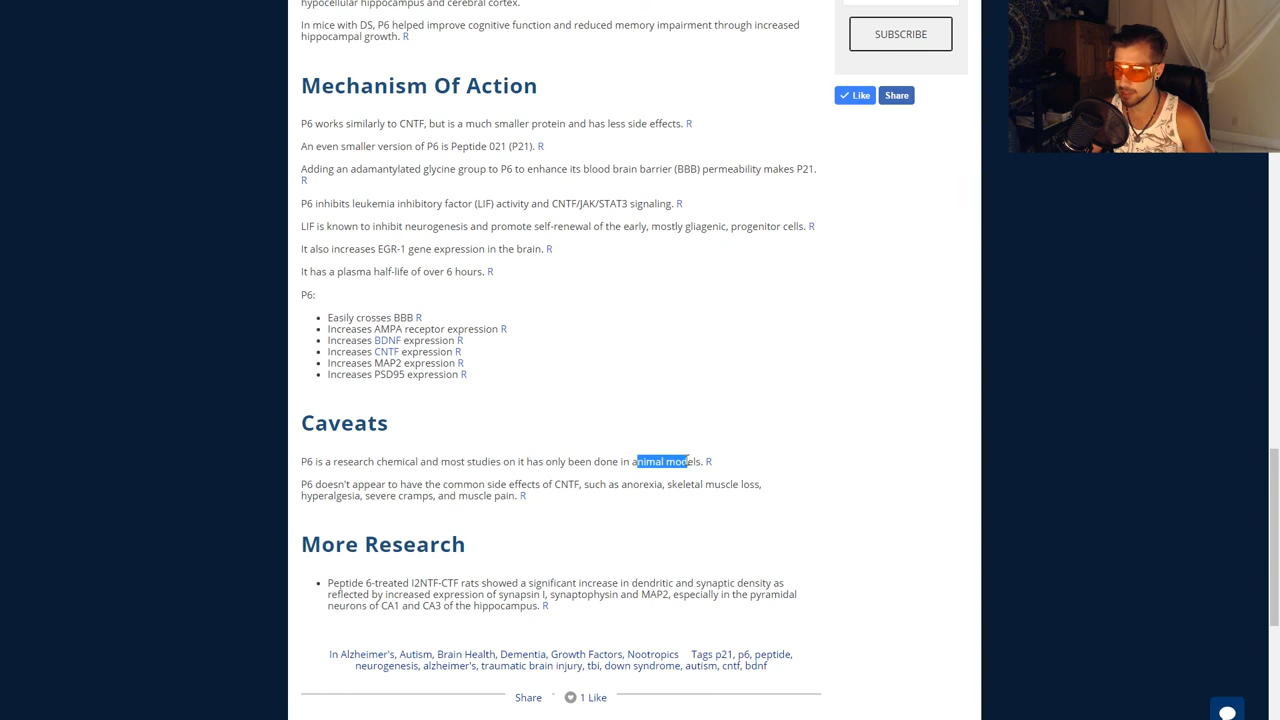 hypocellular hippocampus and cerebral cortex.
In mice with DS, P6 helped improve cognitive function and reduced memory impairment through increased
hippocampal growth. R
SUBSCRIBE
Like Share
Mechanism Of Action
P6 works similarly to CNTF, but is a much smaller protein and has less side effects. R
An even smaller version of P6 is Peptide 021 (P21). R
Adding an adamantylated glycine group to P6 to enhance its blood brain barrier (BBB) permeability makes P21.
R
P6 inhibits leukemia inhibitory factor (LIF) activity and CNTF/JAK/STAT3 signaling. R
LIF is known to inhibit neurogenesis and promote self-renewal of the early, mostly gliagenic, progenitor cells. R
It also increases EGR-1 gene expression in the brain. R
It has a plasma half-life of over 6 hours. R
P6:
• Easily crosses BBB R
• Increases AMPA receptor expression R
• Increases BDNF expression R
• Increases CNTF expression R
• Increases MAP2 expression R
• Increases PSD95 expression R
Caveats
P6 is a research chemical and most studies on it has only been done in animal models. R
P6 doesn't appear to have the common side effects of CNTF, such as anorexia, skeletal muscle loss,
hyperalgesia, severe cramps, and muscle pain. R
More Research
• Peptide 6-treated I2NTF-CTF rats showed a significant increase in dendritic and synaptic density as
reflected by increased expression of synapsin I, synaptophysin and MAP2, especially in the pyramidal
neurons of CA1 and CA3 of the hippocampus. R
In Alzheimer's, Autism, Brain Health, Dementia, Growth Factors, Nootropics Tags p21, p6, peptide,
neurogenesis, alzheimer's, traumatic brain injury, tbi, down syndrome, autism, cntf, bdnf
Share 1 Like